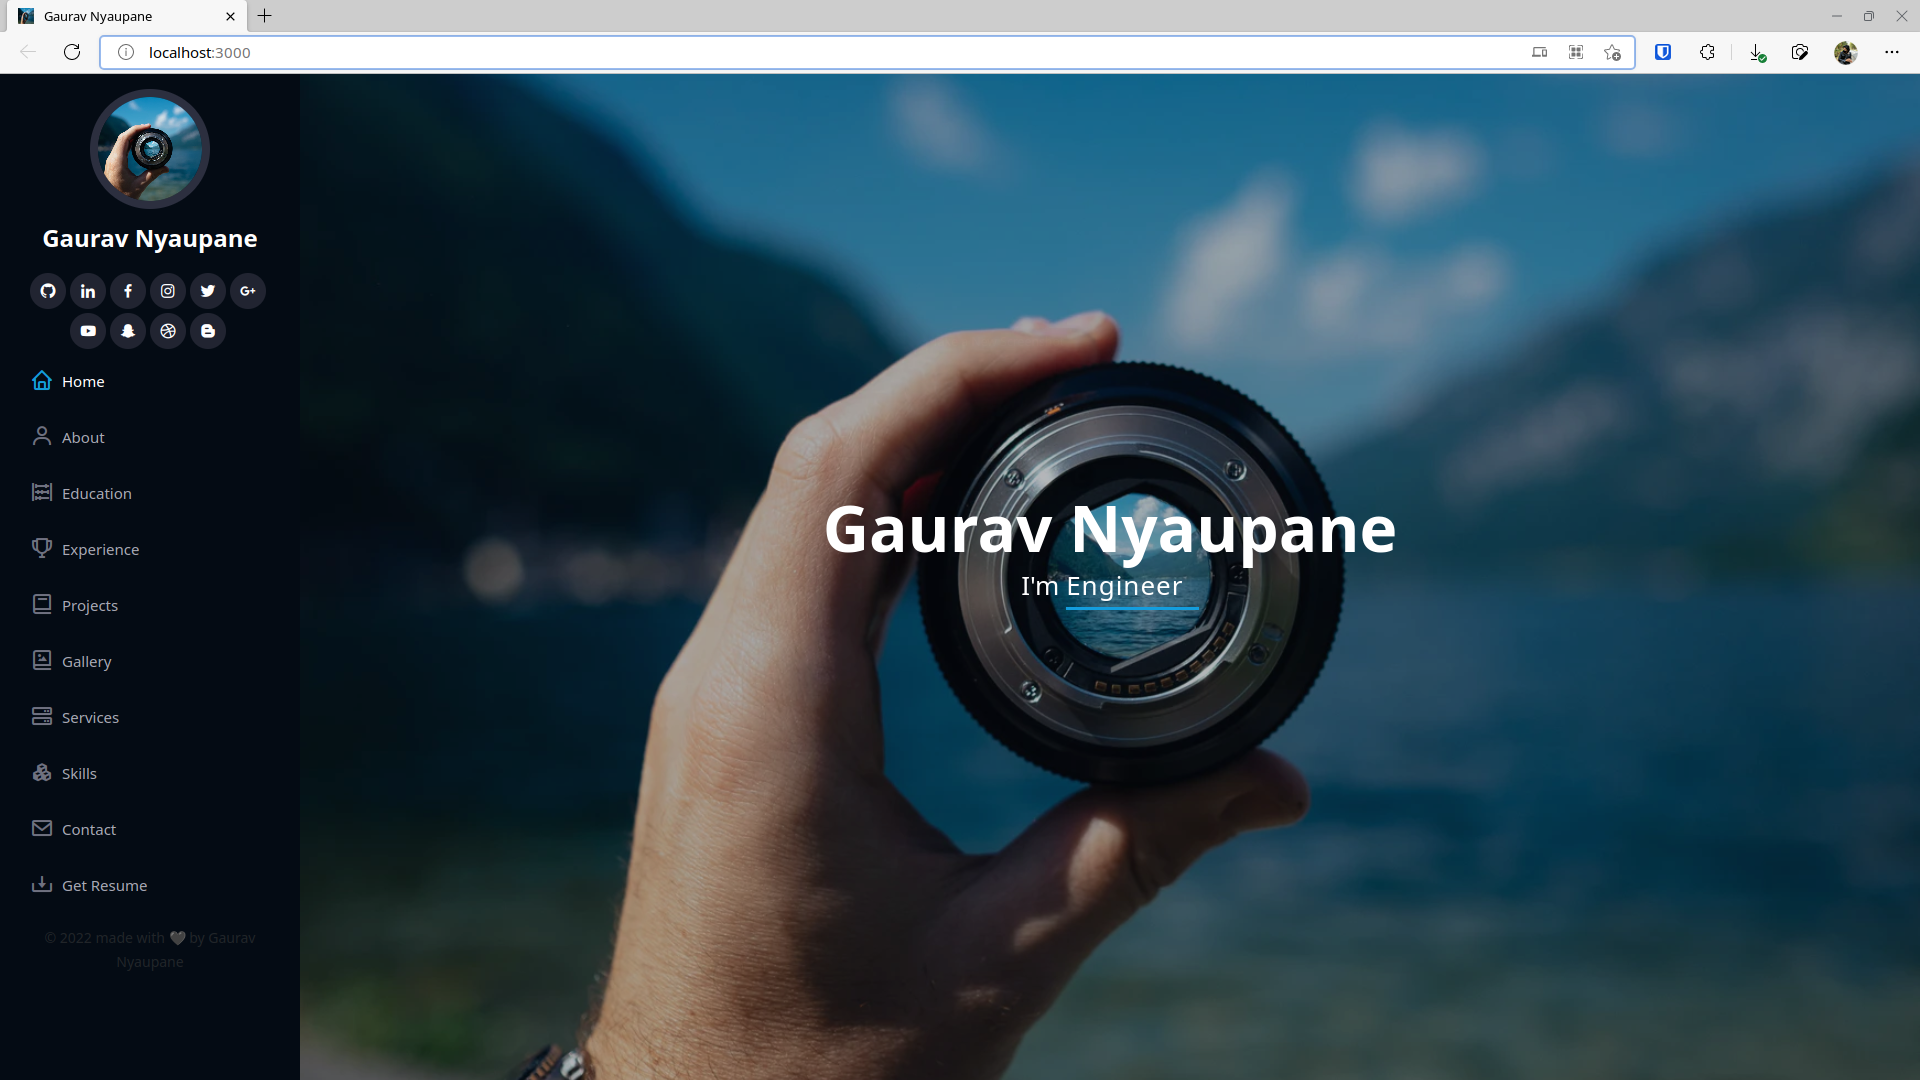 Gaurav Nyaupane
localhost:3000
Gaurav Nyaupane
Home
About
Education
Experience
Projects
Gallery
Services
Skills
Contact
Get Resume
© 2022 made with 🖤 by Gaurav
Nyaupane
Gaurav Nyaupane
I'm Engineer